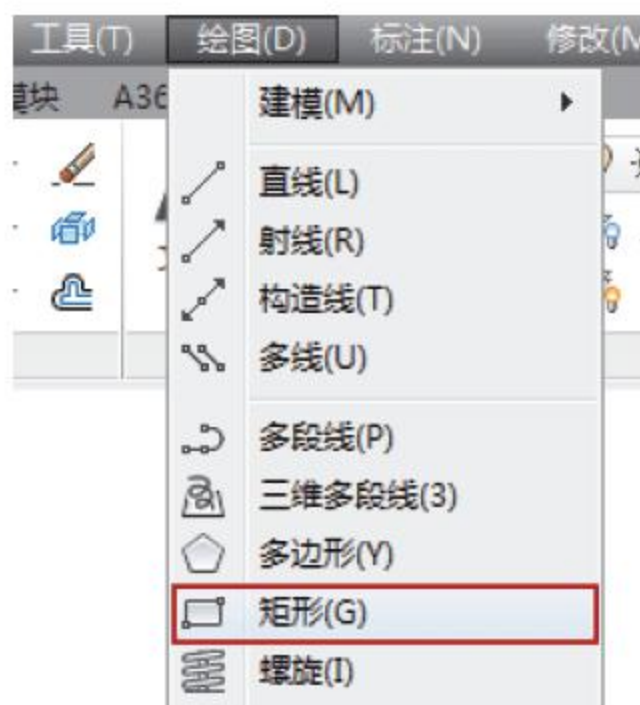 工具(T) 绘图(D) 标注(N) 修改(M
块 A36
建模(M)
直线(L)
射线(R)
构造线(T)
多线(U)
多段线(P)
三维多段线(3)
多边形(Y)
矩形(G)
螺旋(I)